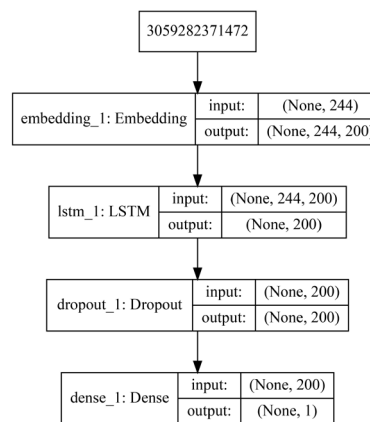 3059282371472
embedding_1: Embedding
input: (None, 244)
output: (None, 244, 200)
lstm_1: LSTM
input: (None, 244, 200)
output: (None, 200)
dropout_1: Dropout
input: (None, 200)
output: (None, 200)
dense_1: Dense
input: (None, 200)
output: (None, 1)